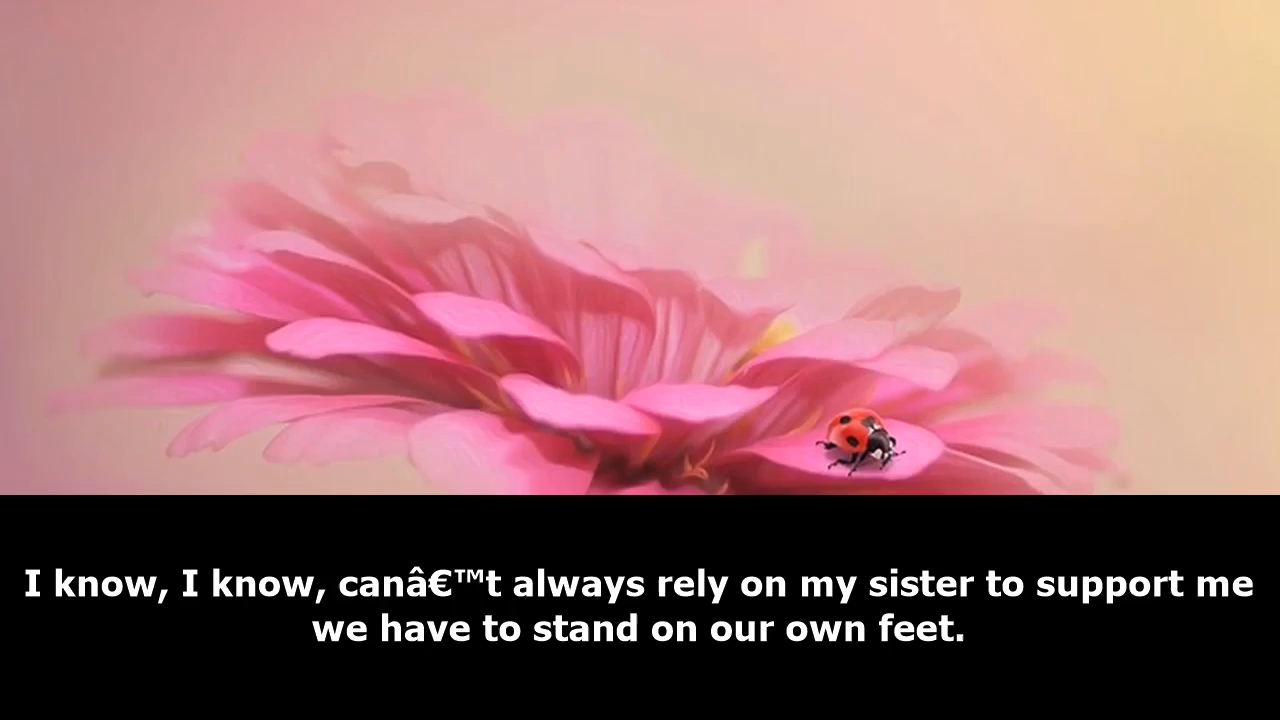 I know, I know, canâ€™t always rely on my sister to support me
we have to stand on our own feet.